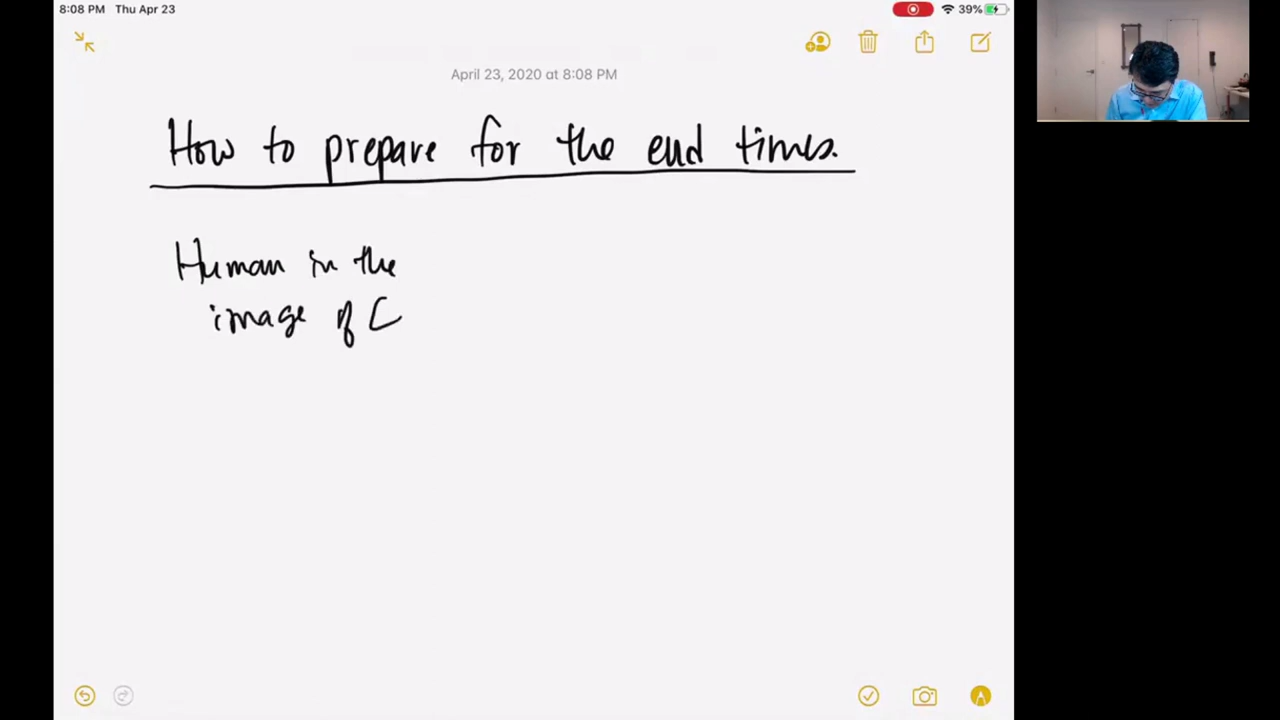 8:08 PM Thu Apr 23
39%
April 23, 2020 at 8:08 PM
How to prepare for the end times.
Human in the
image of C